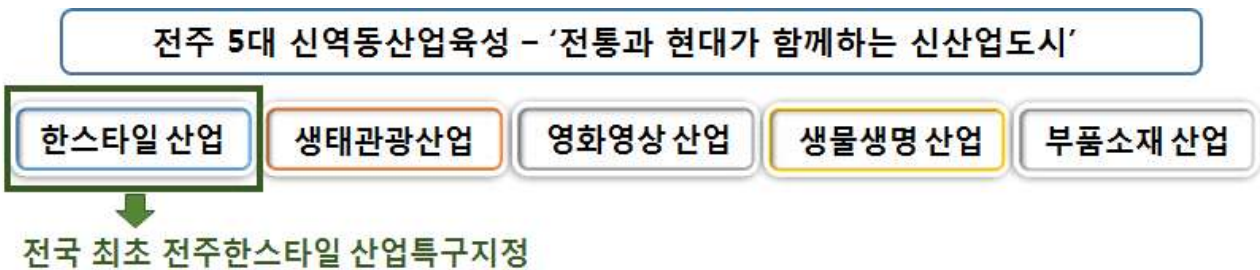 전주 5대 신역동산업육성 – ‘전통과 현대가 함께하는 신산업도시’
한스타일 산업 생태관광산업 영화영상 산업 생물생명 산업 부품소재 산업
전국 최초 전주한스타일 산업특구지정